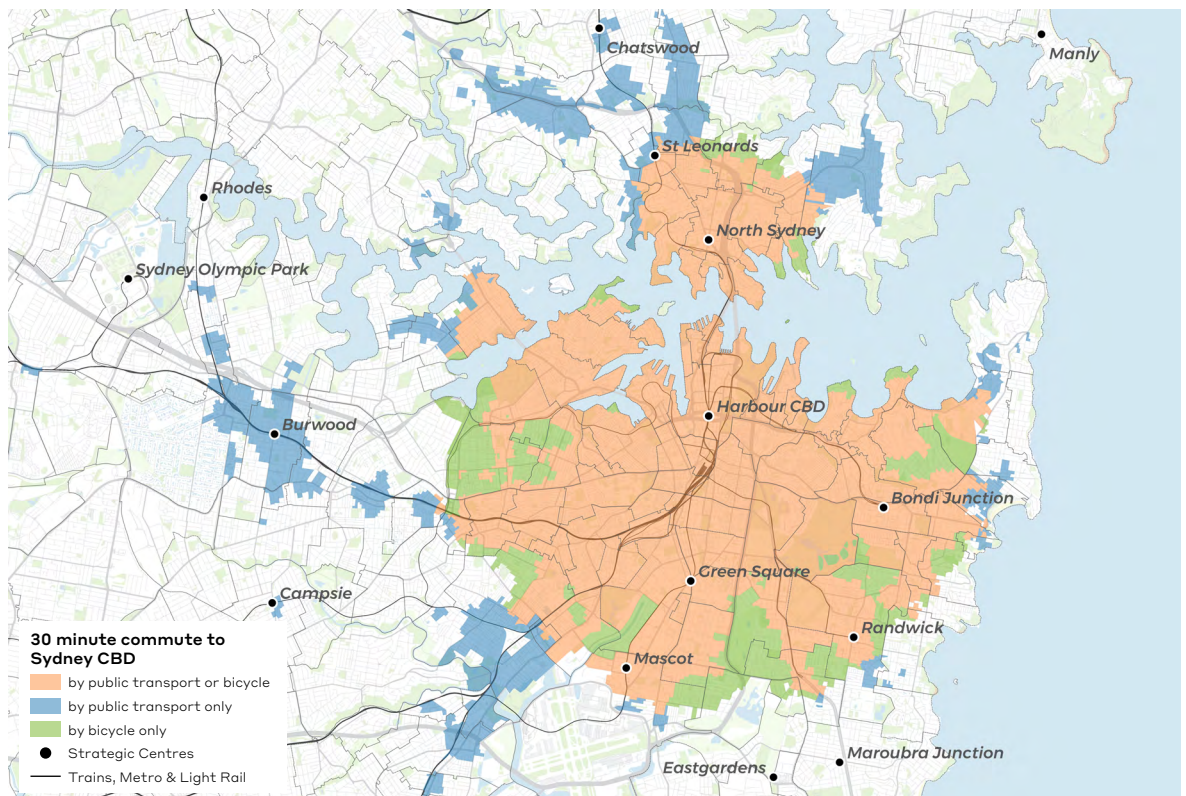 Chatswood
Manly
St Leonards
Rhodes
North Sydney
Sydney Olympic Park
Harbour CBD
Burwood
Bondi Junction
Green Square
Campsie
Randwick
Mascot
Maroubra Junction
Eastgardens
30 minute commute to
Sydney CBD
by public transport or bicycle
by public transport only
by bicycle only
Strategic Centres
Trains, Metro & Light Rail